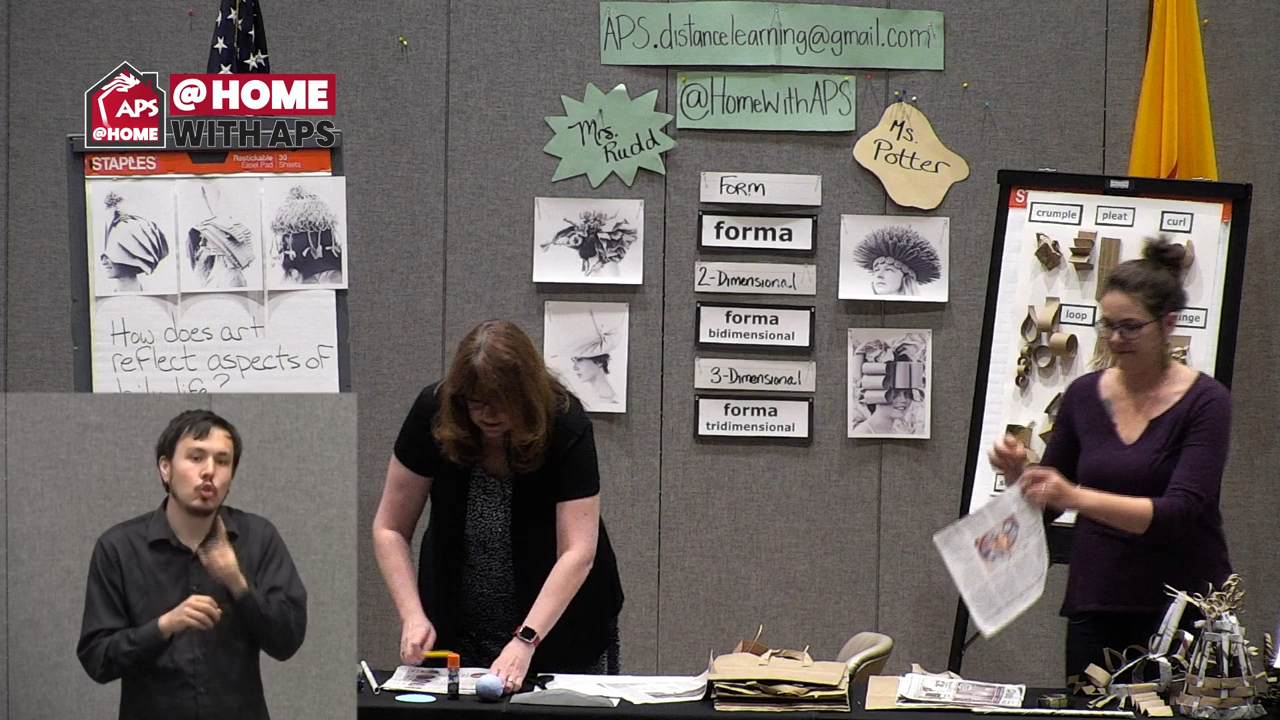 APS.distancelearning@gmail.com
@HomeWithAPS
APS
@HOME
@HOME
WITH APS
STAPLES
Restickable 30
Easel Pad Sheets
Mrs.
Rudd
Ms.
Potter
FORM
forma
2-Dimensional
forma
bidimensional
3-Dimensional
forma
tridimensional
How does art
reflect aspects of
life?
S
crumple
pleat
curl
loop